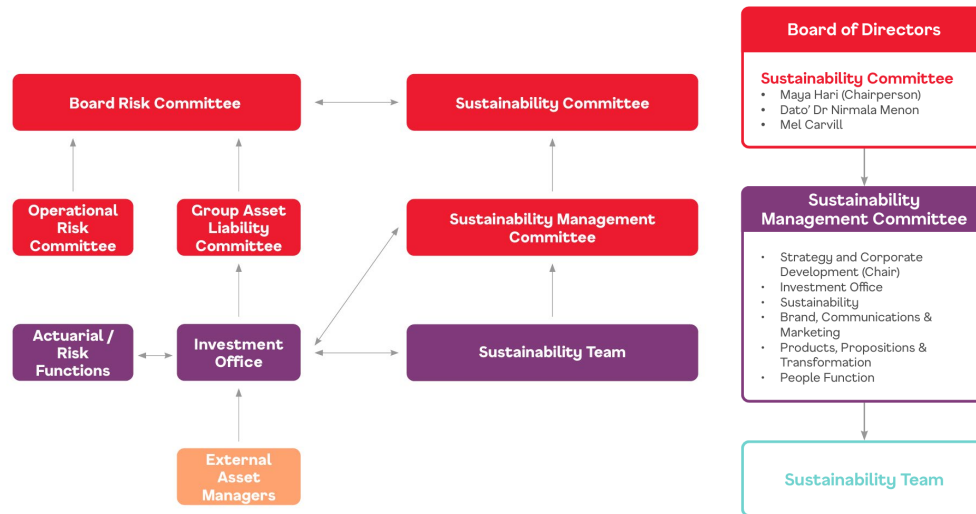 Board Risk Committee
Sustainability Committee
Operational
Risk
Committee
Group Asset
Liability
Committee
Sustainability Management
Committee
Actuarial /
Risk
Functions
Investment
Office
Sustainability Team
External
Asset
Managers
Board of Directors
Sustainability Committee
• Maya Hari (Chairperson)
• Dato' Dr Nirmala Menon
• Mel Carvill
Sustainability
Management Committee
• Strategy and Corporate
Development (Chair)
• Investment Office
• Sustainability
• Brand, Communications &
Marketing
• Products, Propositions &
Transformation
• People Function
Sustainability Team